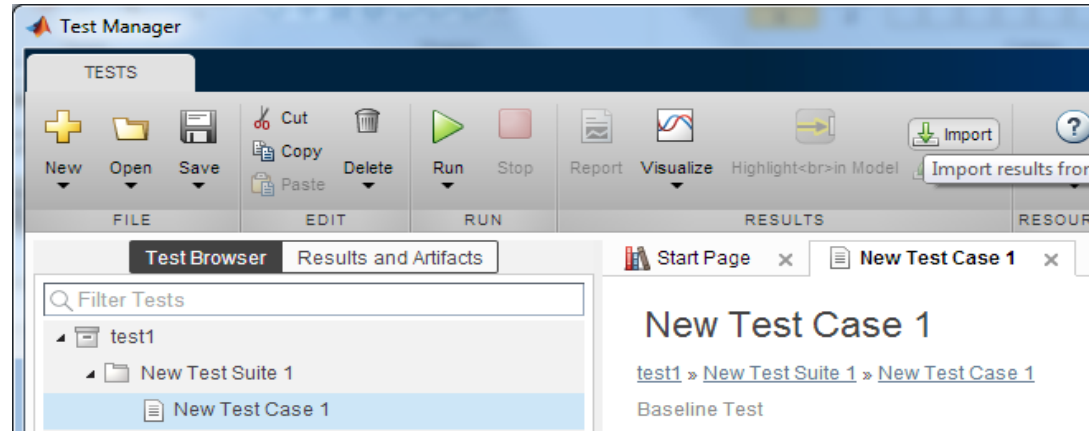 Test Manager
TESTS
New
Open
Save
Cut
Copy
Paste
Delete
Run
Stop
Report
Visualize
Highlight<br>in Model
Import
?
Import results
FILE
EDIT
RUN
RESULTS
Test Browser
Results and Artifacts
Filter Tests
test1
New Test Suite 1
New Test Case 1
Start Page
New Test Case 1
New Test Case 1
test1 » New Test Suite 1 » New Test Case 1
Baseline Test